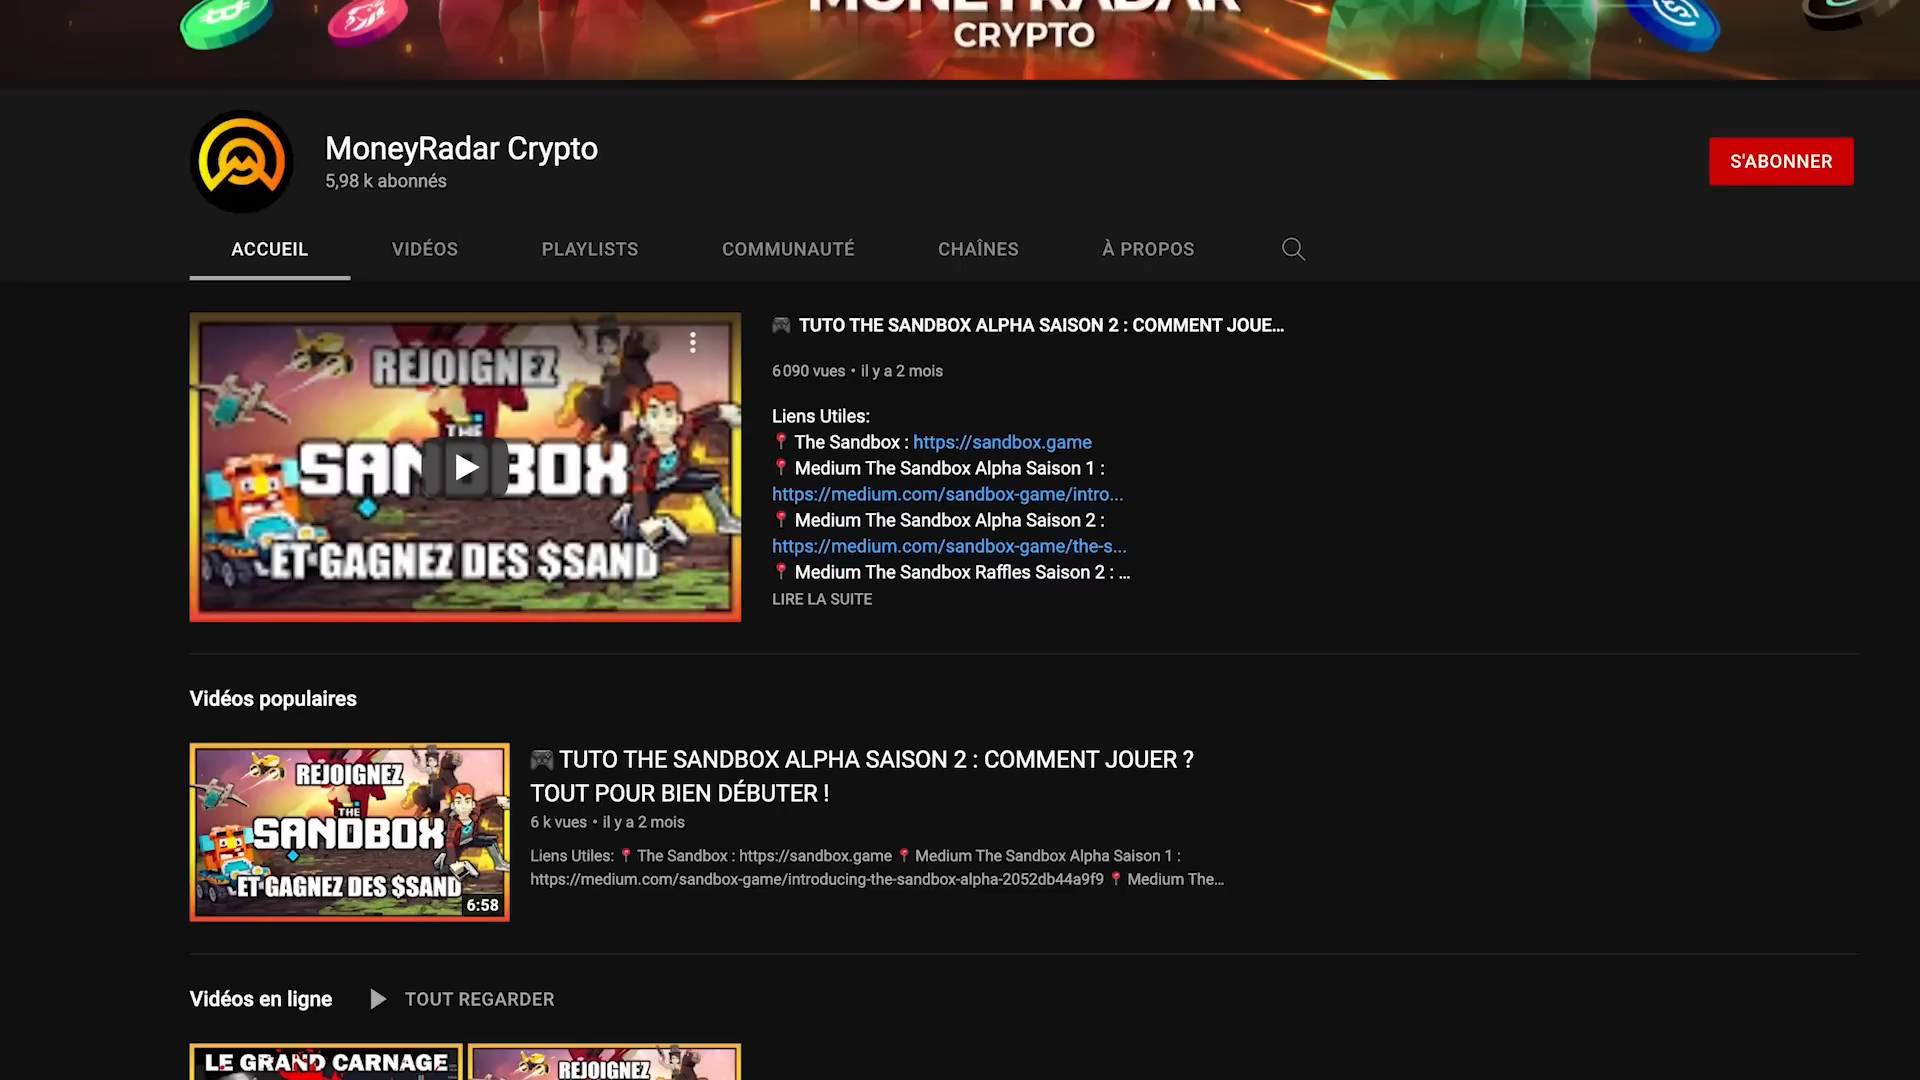 MONEYRADAR
CRYPTO
MoneyRadar Crypto
5,98 k abonnés
S'ABONNER
ACCUEIL
VIDÉOS
PLAYLISTS
COMMUNAUTÉ
CHAÎNES
À PROPOS
REJOIGNEZ
THE
SANDBOX
ET GAGNEZ DES $SAND
🎮 TUTO THE SANDBOX ALPHA SAISON 2 : COMMENT JOUE...
6 090 vues • il y a 2 mois
Liens Utiles:
📍 The Sandbox : https://sandbox.game
📍 Medium The Sandbox Alpha Saison 1 :
https://medium.com/sandbox-game/intro...
📍 Medium The Sandbox Alpha Saison 2 :
https://medium.com/sandbox-game/the-s...
📍 Medium The Sandbox Raffles Saison 2 : ...
LIRE LA SUITE
Vidéos populaires
REJOIGNEZ
THE
SANDBOX
ET GAGNEZ DES $SAND
6:58
🎮 TUTO THE SANDBOX ALPHA SAISON 2 : COMMENT JOUER ?
TOUT POUR BIEN DÉBUTER !
6 k vues • il y a 2 mois
Liens Utiles: 📍 The Sandbox : https://sandbox.game 📍 Medium The Sandbox Alpha Saison 1 :
https://medium.com/sandbox-game/introducing-the-sandbox-alpha-2052db44a9f9 📍 Medium The...
Vidéos en ligne
TOUT REGARDER
LE GRAND CARNAGE
REJOIGNEZ